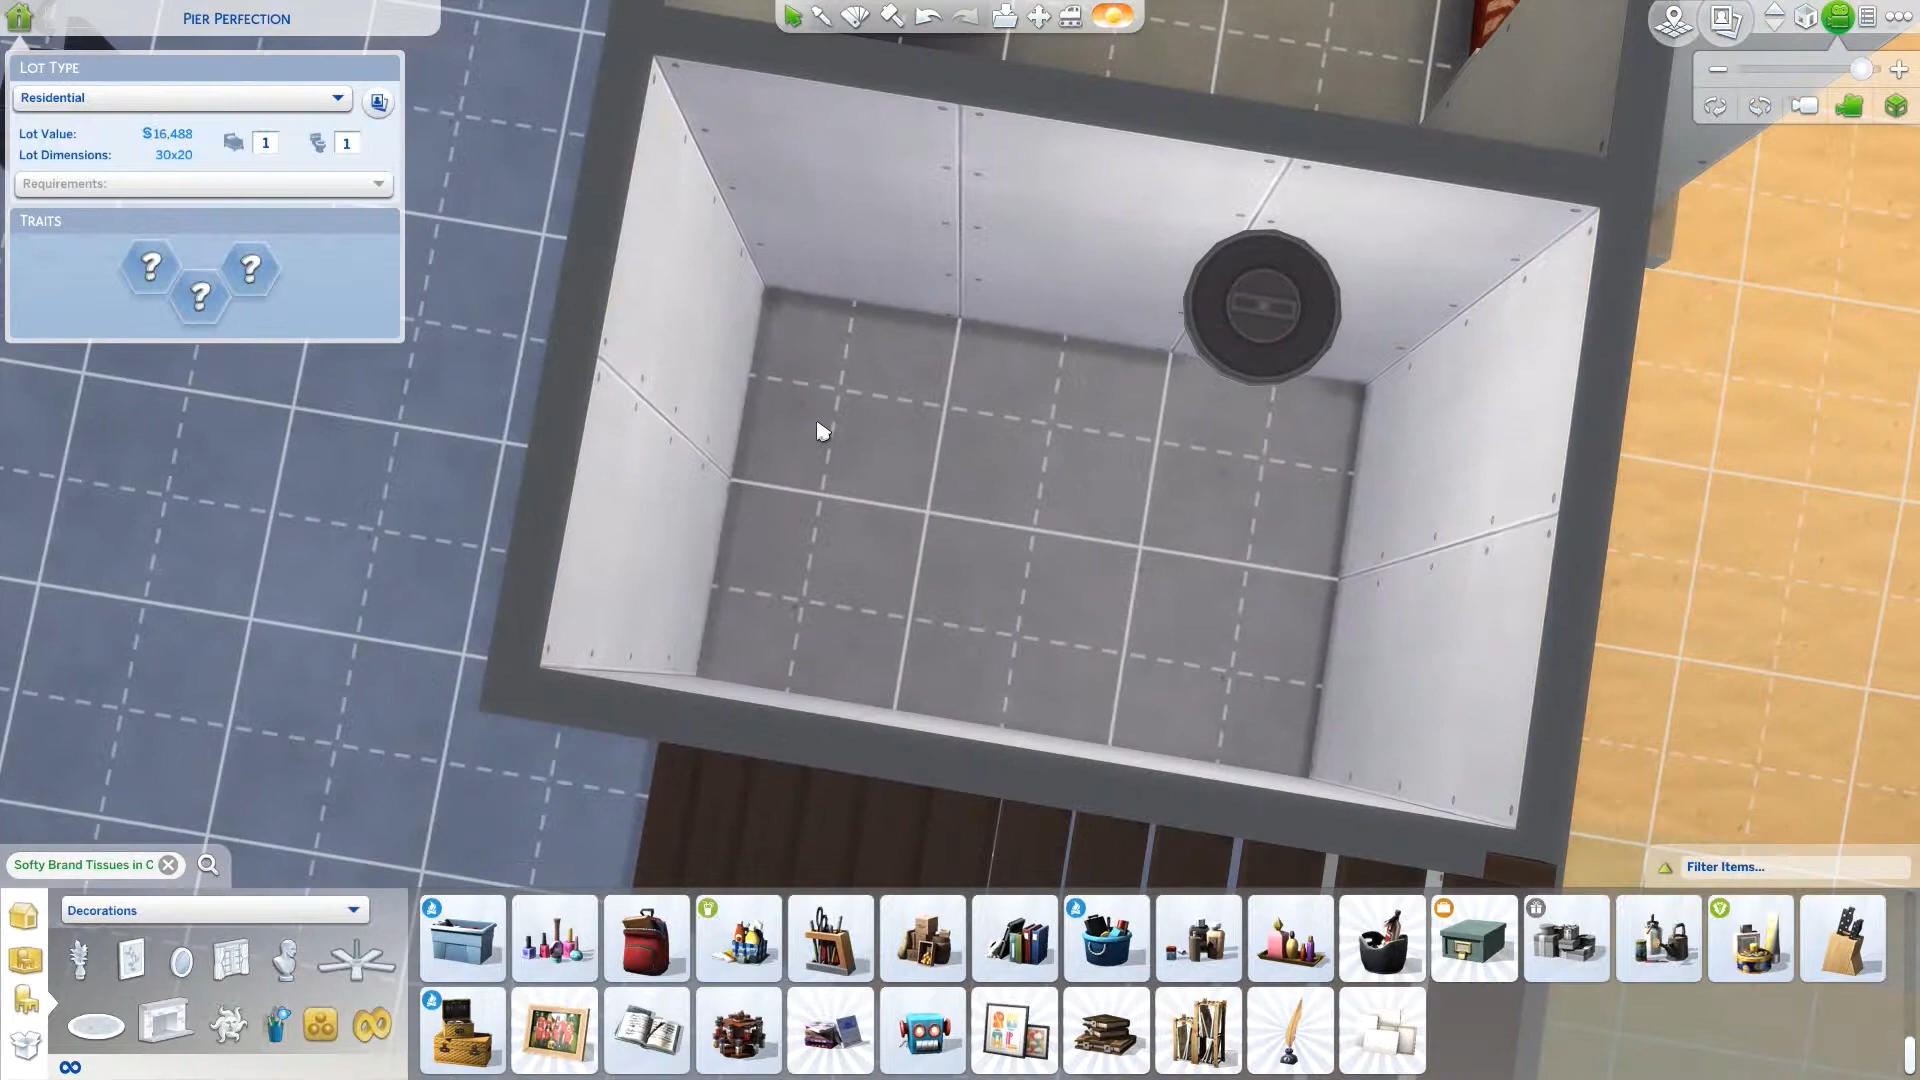 PIER PERFECTION
LOT TYPE
Residential
Lot Value: §16,488
1
1
Lot Dimensions: 30x20
Requirements:
TRAITS
?
?
?
Softy Brand Tissues in C
Filter Items...
Decorations